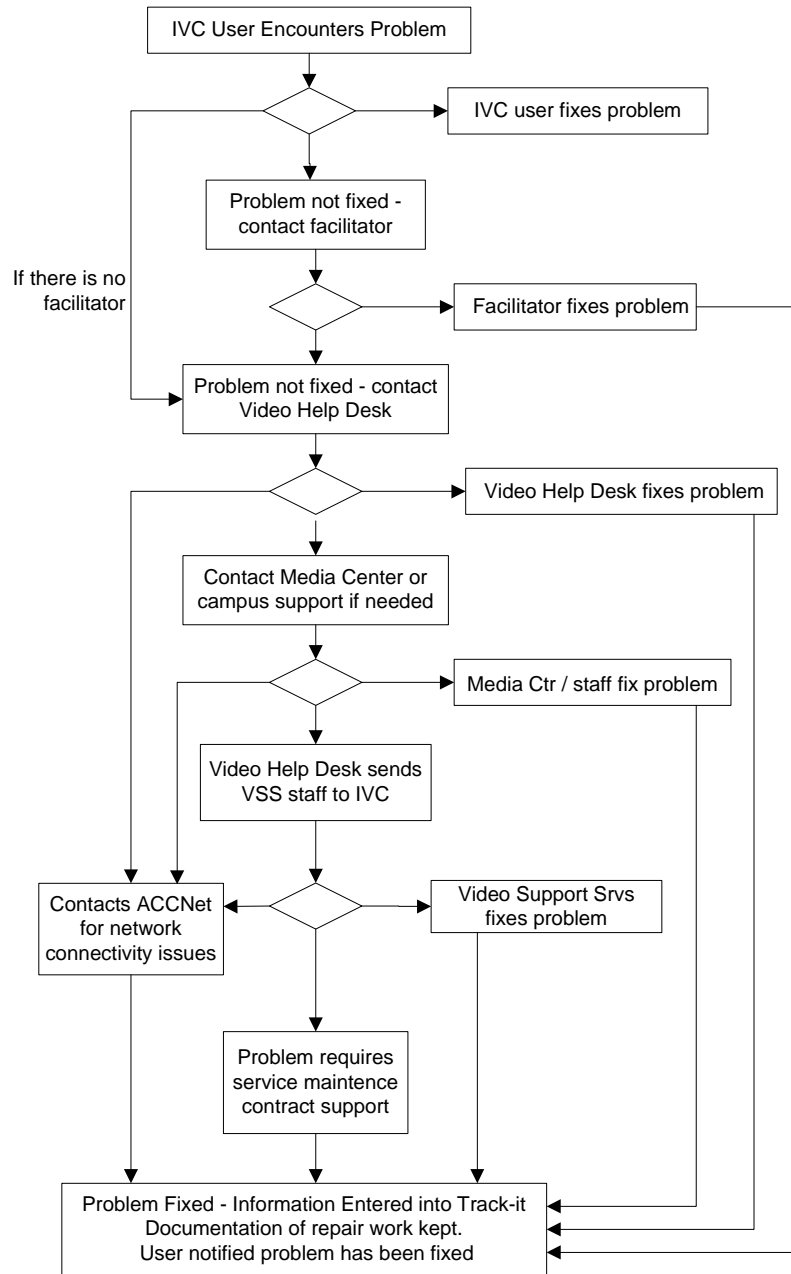 IVC User Encounters Problem
IVC user fixes problem
Problem not fixed -
contact facilitator
If there is no
facilitator
Facilitator fixes problem
Problem not fixed - contact
Video Help Desk
Video Help Desk fixes problem
Contact Media Center or
campus support if needed
Media Ctr / staff fix problem
Video Help Desk sends
VSS staff to IVC
Contacts ACCNet
for network
connectivity issues
Video Support Srvs
fixes problem
Problem requires
service maintence
contract support
Problem Fixed - Information Entered into Track-it
Documentation of repair work kept.
User notified problem has been fixed